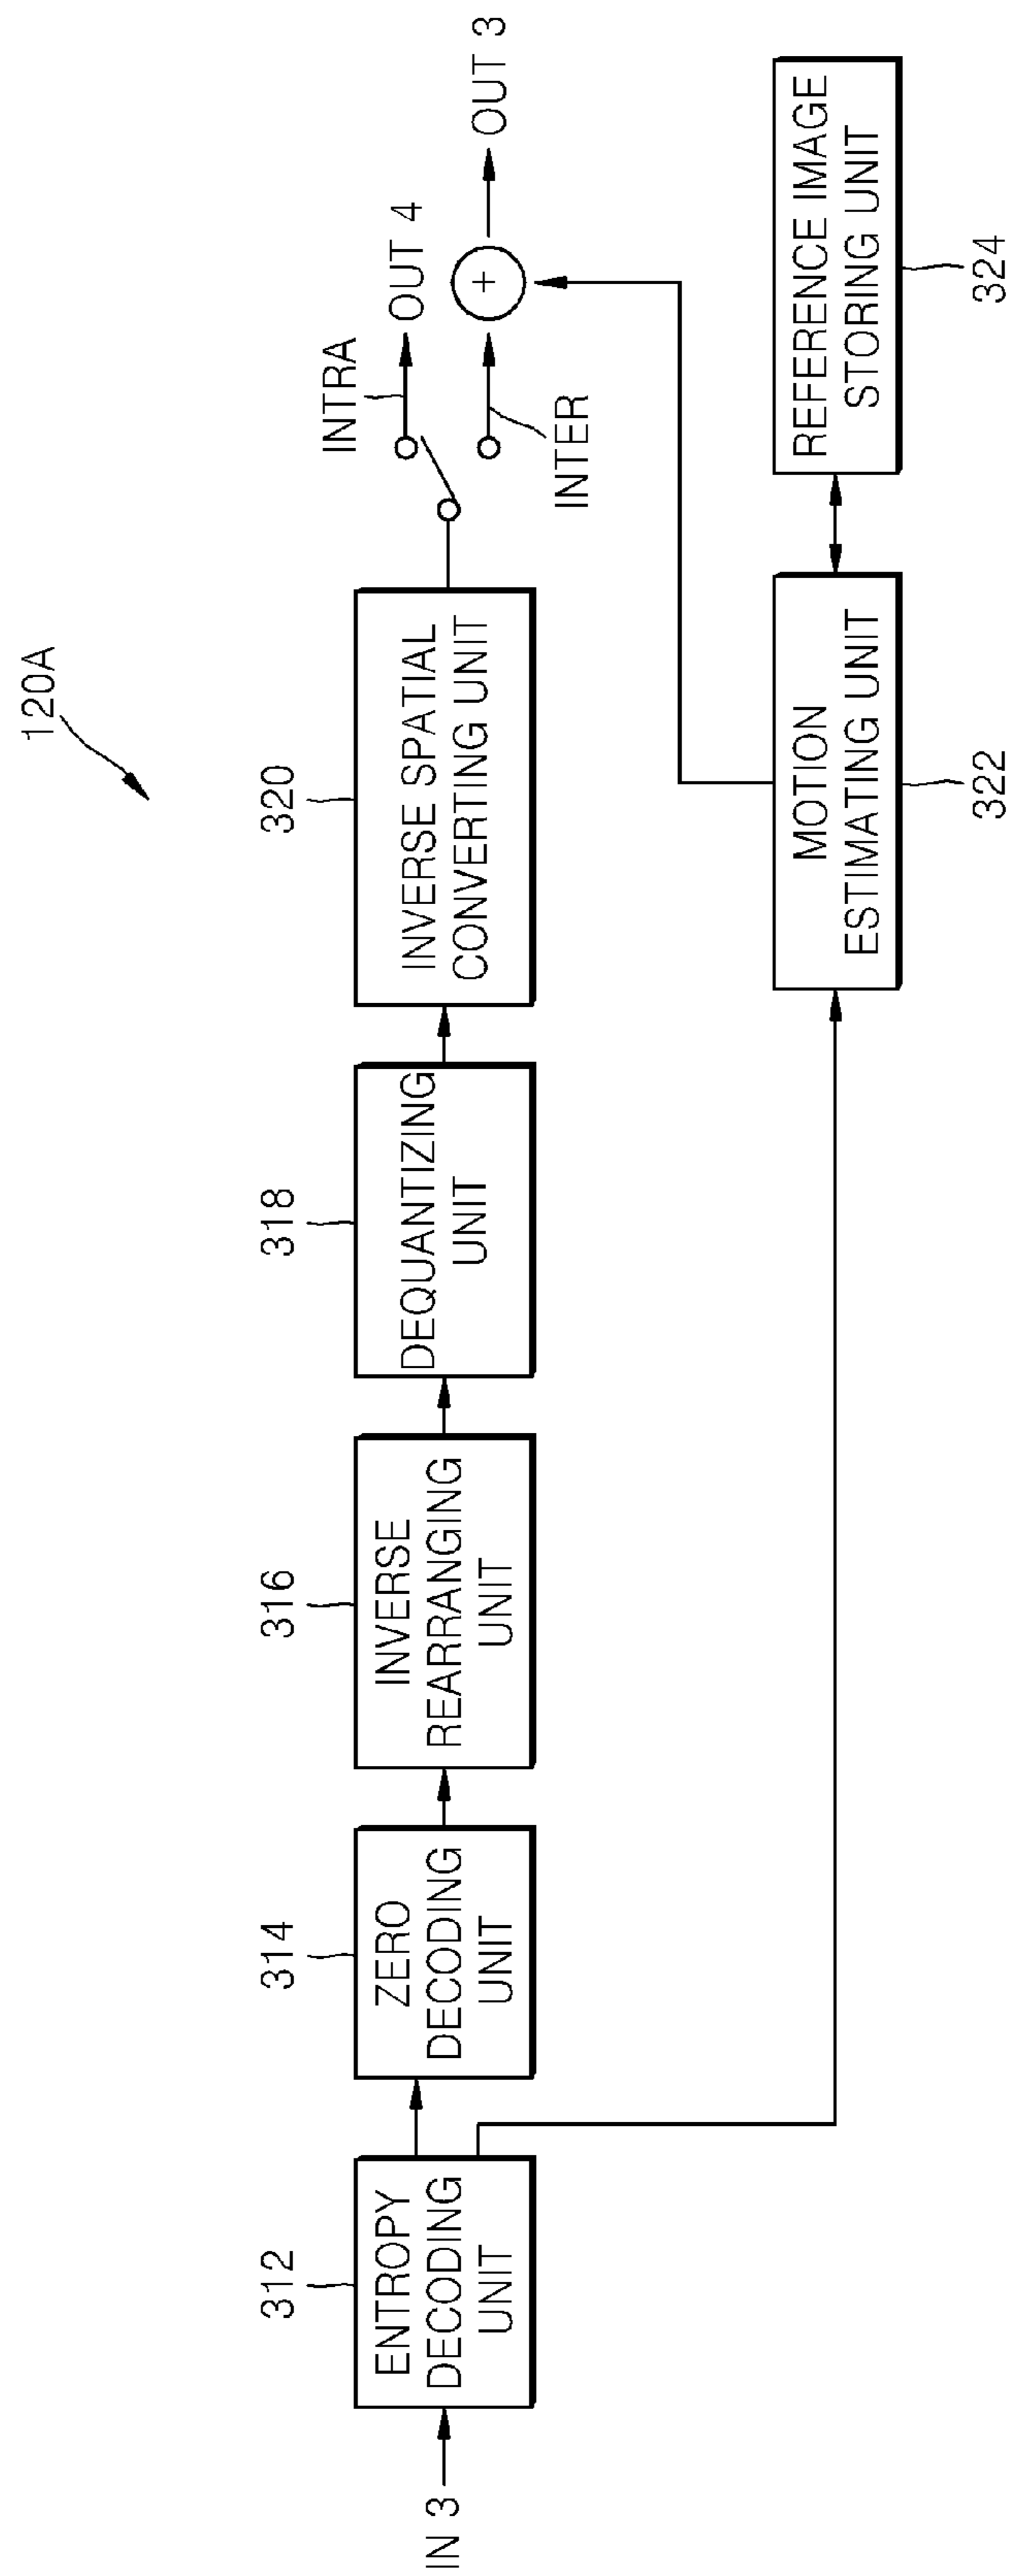 120A
312
314
316
318
320
INTRA
OUT 4
OUT 3
IN 3
ENTROPY
DECODING
UNIT
ZERO
DECODING
UNIT
INVERSE
REARRANGING
UNIT
DEQUANTIZING
UNIT
INVERSE SPATIAL
CONVERTING UNIT
+
INTER
MOTION
ESTIMATING UNIT
REFERENCE IMAGE
STORING UNIT
322
324